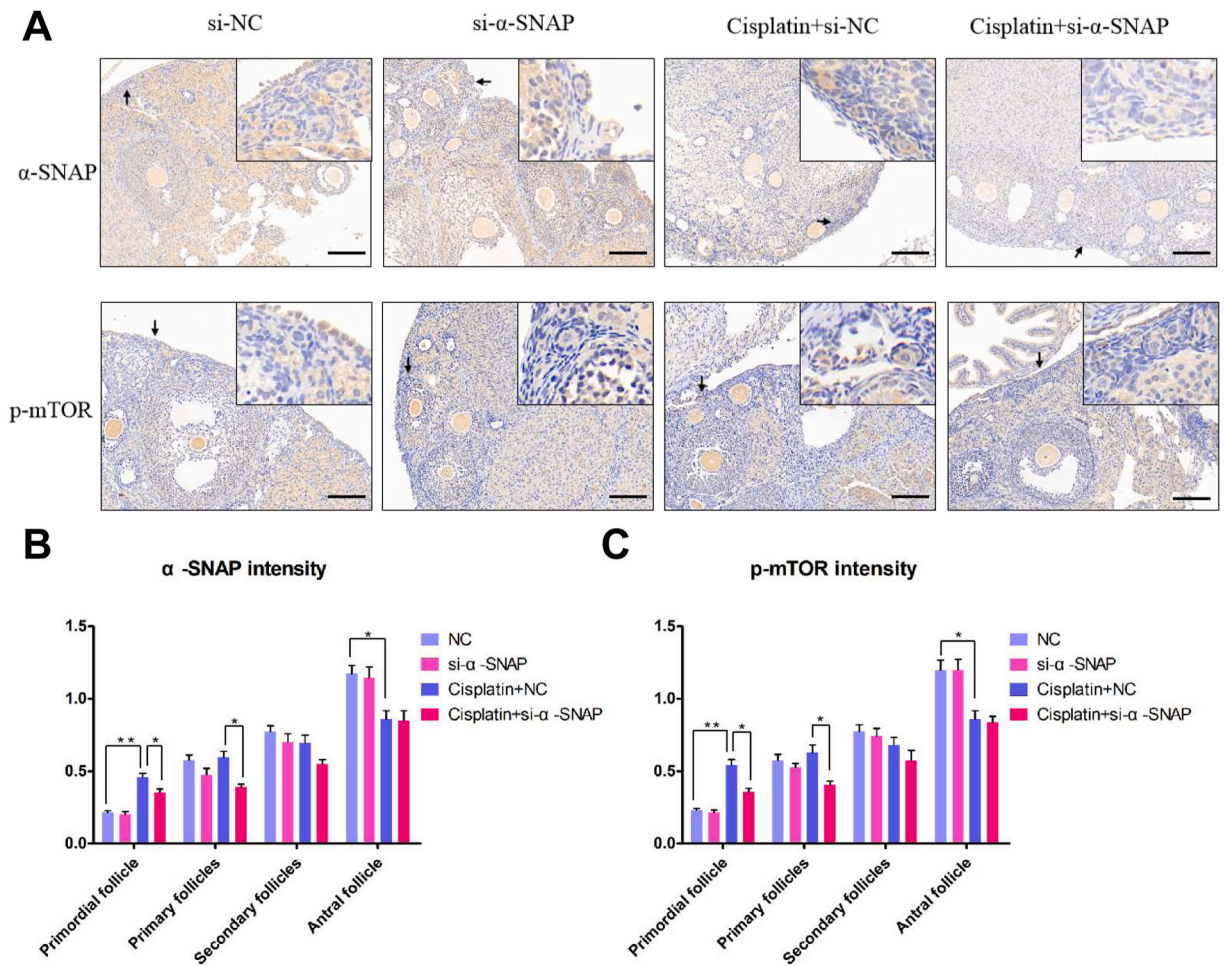 A
si-NC
si-α-SNAP
Cisplatin+si-NC
Cisplatin+si-α-SNAP
α-SNAP
p-mTOR
B
α -SNAP intensity
1.5
1.0
0.5
0.0
**
*
*
*
NC
si-α -SNAP
Cisplatin+NC
Cisplatin+si-α -SNAP
Primordial follicle
Primary follicles
Secondary follicles
Antral follicle
C
p-mTOR intensity
1.5
1.0
0.5
0.0
**
*
*
*
NC
si-α -SNAP
Cisplatin+NC
Cisplatin+si-α -SNAP
Primordial follicle
Primary follicles
Secondary follicles
Antral follicle